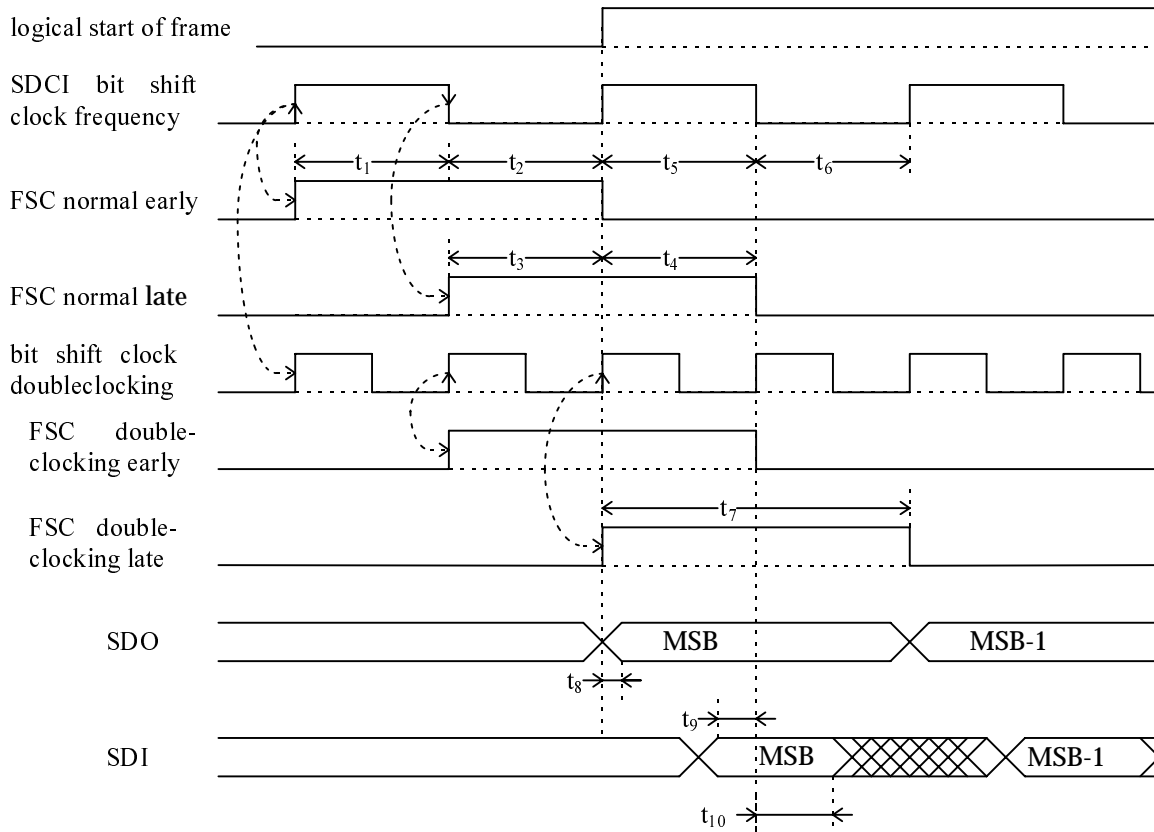 logical start of frame
SDCI bit shift
clock frequency
t1 t2 t5 t6
FSC normal early
t3 t4
FSC normal late
bit shift clock
doubleclocking
FSC double-
clocking early
t7
FSC double-
clocking late
SDO MSB MSB-1
t8
t9
SDI MSB MSB-1
t10